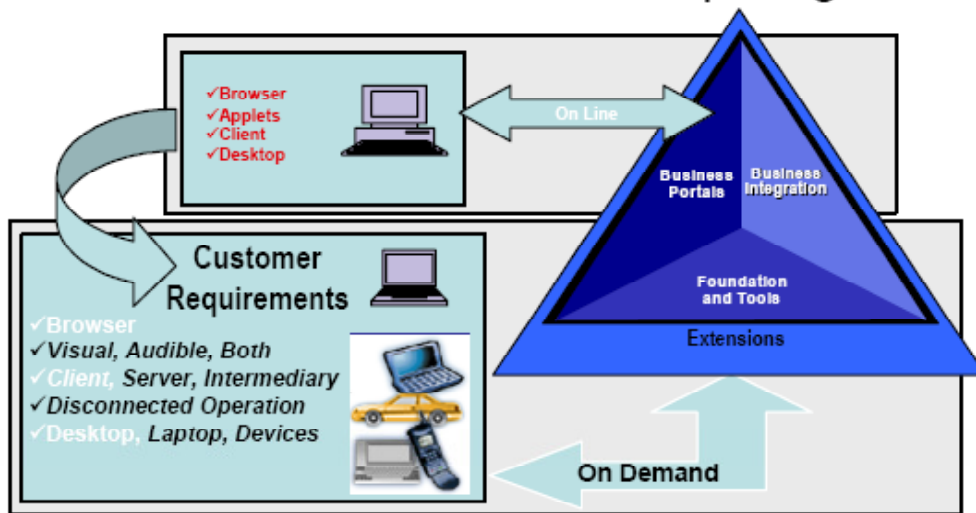 ✓Browser
✓Applets
✓Client
✓Desktop
On Line
Business
Portals
Business
Integration
Foundation
and Tools
Extensions
Customer
Requirements
✓Browser
✓Visual, Audible, Both
✓Client, Server, Intermediary
✓Disconnected Operation
✓Desktop, Laptop, Devices
On Demand